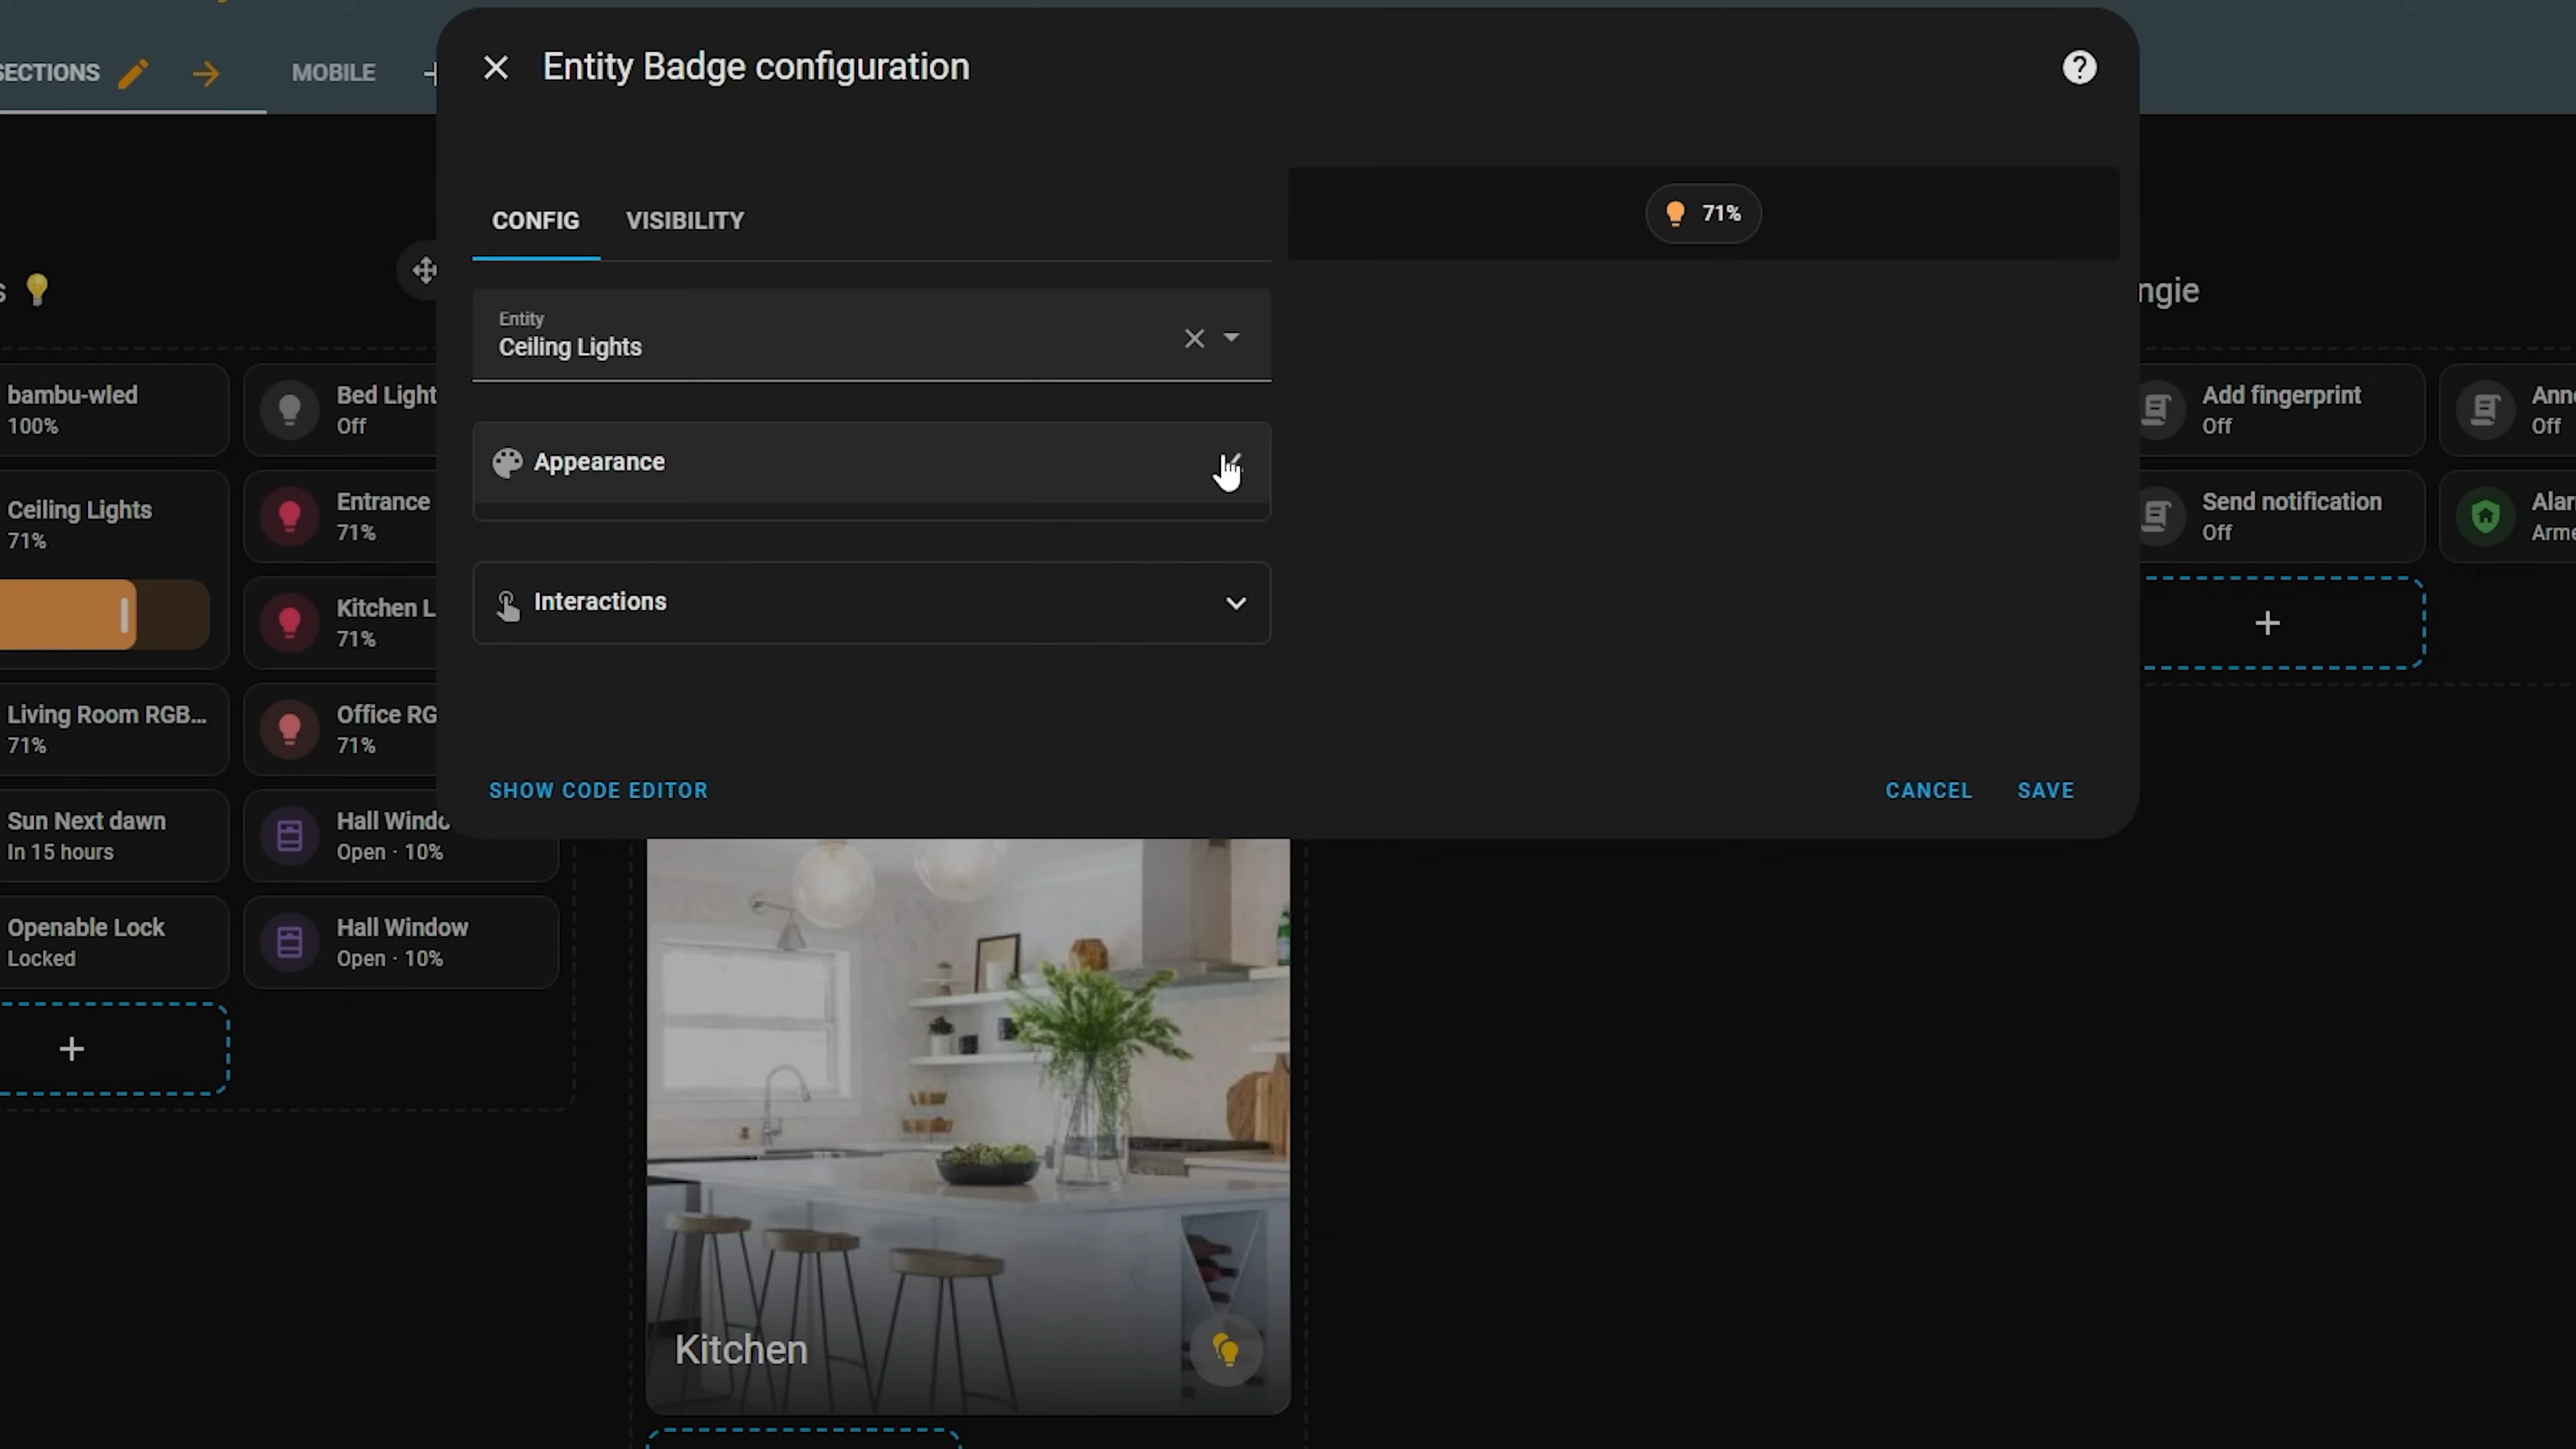 SECTIONS
MOBILE
Entity Badge configuration
CONFIG
VISIBILITY
71%
Entity
Ceiling Lights
Appearance
Interactions
SHOW CODE EDITOR
CANCEL
SAVE
bambu-wled
100%
Bed Light
Off
Ceiling Lights
71%
Entrance
71%
Kitchen L
71%
Living Room RGB...
71%
Office RG
71%
Sun Next dawn
In 15 hours
Hall Windo
Open · 10%
Openable Lock
Locked
Hall Window
Open · 10%
Kitchen
ngie
Add fingerprint
Off
Ann
Off
Send notification
Off
Alar
Arme